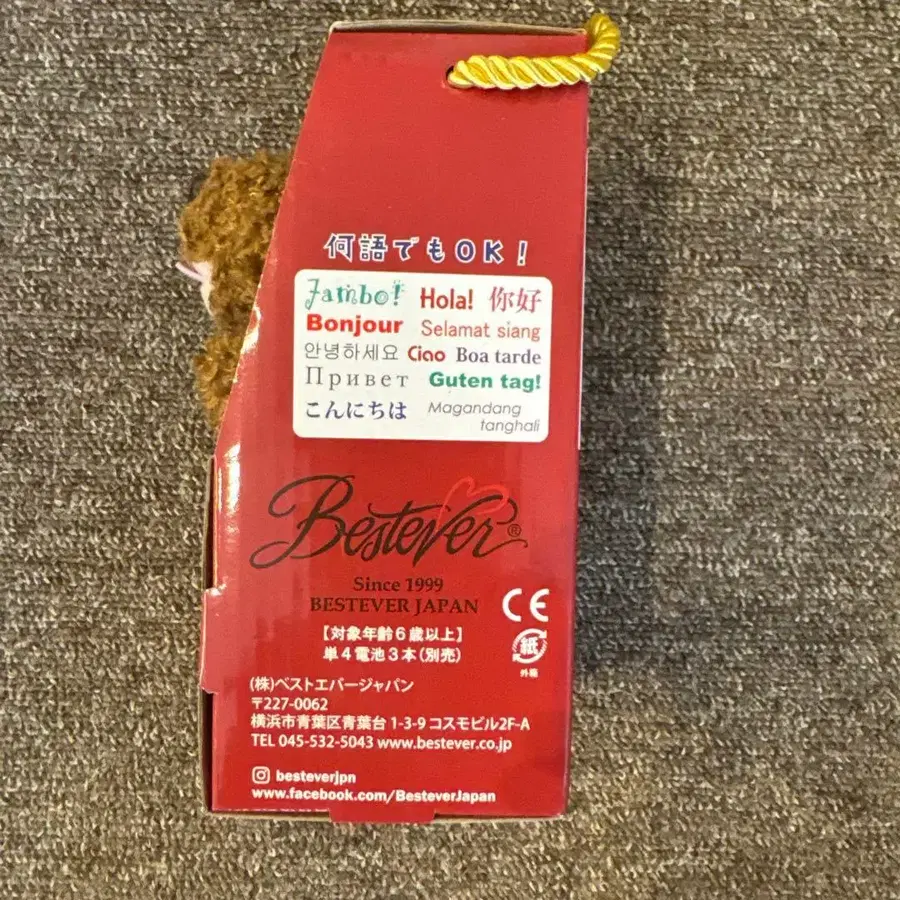 何語でもOK！
Jambo! Hola! 你好
Bonjour Selamat siang
안녕하세요 Ciao Boa tarde
Привет Guten tag!
こんにちは Magandang tanghali
Bestever®
Since 1999
BESTEVER JAPAN
CE
【対象年齢6歳以上】
単4電池3本(別売)
紙
外箱
(株)ベストエバージャパン
〒227-0062
横浜市青葉区青葉台 1-3-9 コスモビル2F-A
TEL 045-532-5043 www.bestever.co.jp
besteverjpn
www.facebook.com/BesteverJapan